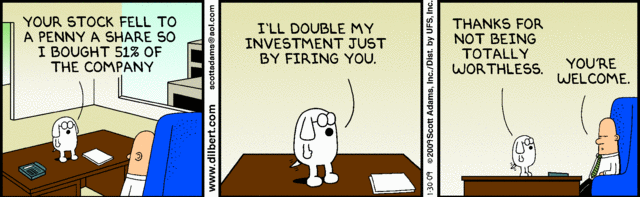 YOUR STOCK FELL TO
A PENNY A SHARE SO
I BOUGHT 51% OF
THE COMPANY
www.dilbert.com
scottadams@aol.com
I'LL DOUBLE MY
INVESTMENT JUST
BY FIRING YOU.
1-30-09 ©2009 Scott Adams, Inc./Dist. by UFS, Inc.
THANKS FOR
NOT BEING
TOTALLY
WORTHLESS.
YOU'RE
WELCOME.